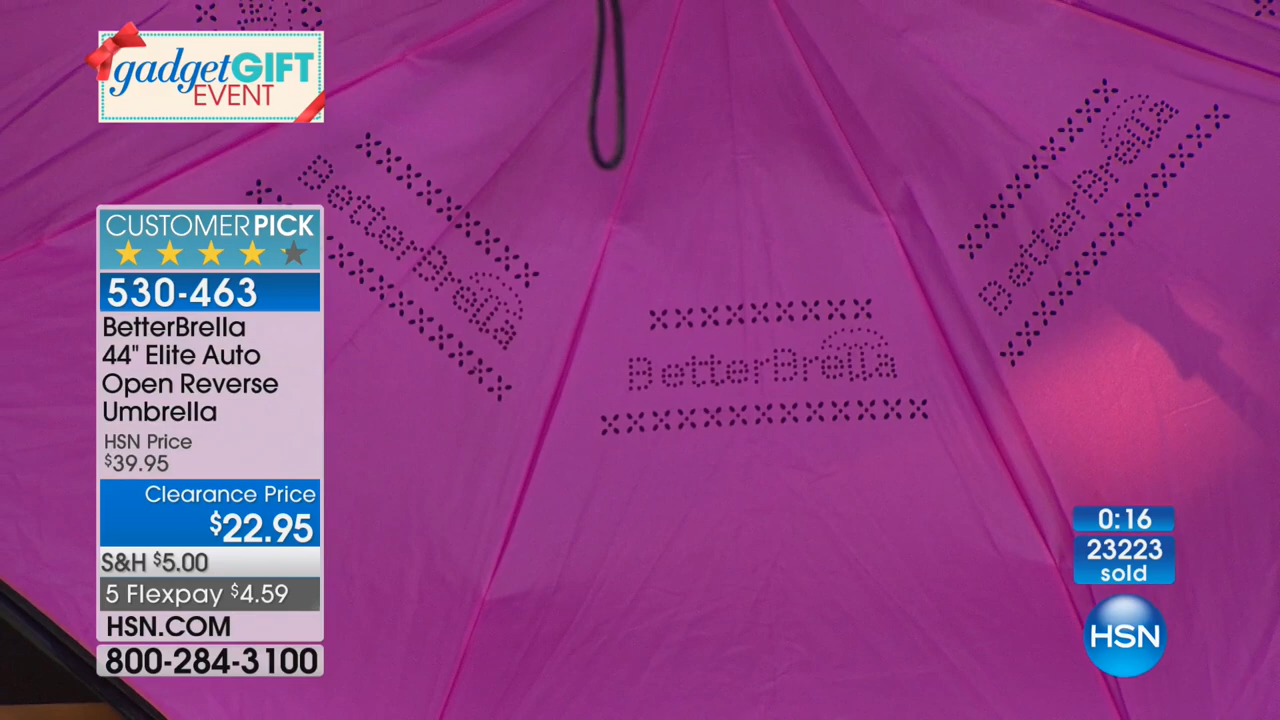 gadgetGIFT
EVENT
CUSTOMERPICK
530-463
BetterBrella
44" Elite Auto
Open Reverse
Umbrella
HSN Price
$39.95
Clearance Price
$22.95
S&H $5.00
5 Flexpay $4.59
HSN.COM
800-284-3100
BetterBrella
BetterBrella
BetterBrella
0:16
23223
sold
HSN